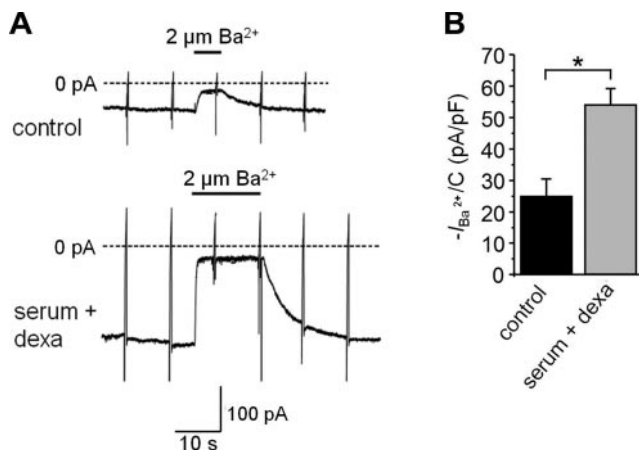 A
2 µm Ba²⁺
0 pA
control
2 µm Ba²⁺
0 pA
serum +
dexa
100 pA
10 s
B
-I Ba²⁺/C (pA/pF)
70
60
50
40
30
20
10
0
*
control
serum + dexa